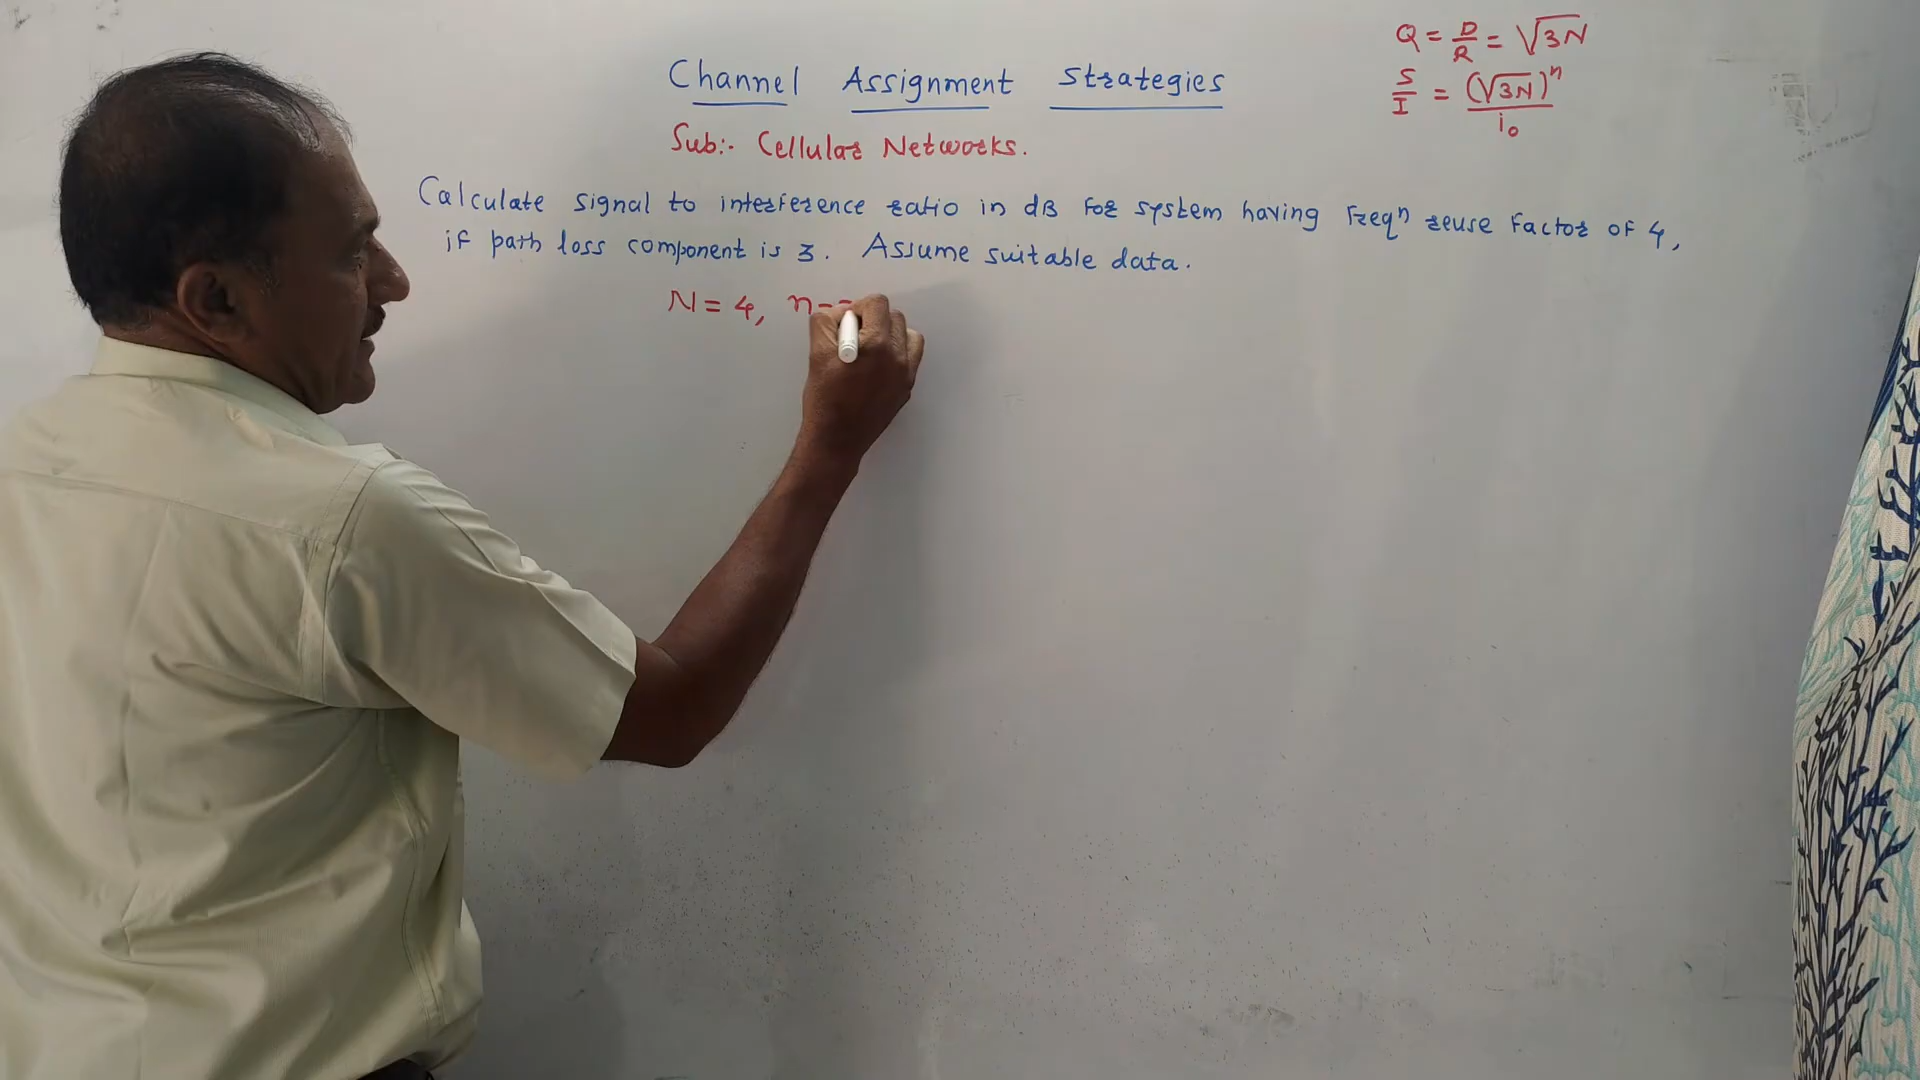 Channel Assignment Strategies
Sub:- Cellular Networks.
Q = D/R = √3N
S/I = (√3N)^n / i₀
Calculate signal to interference ratio in dB for system having freqⁿ reuse factor of 4,
if path loss component is 3. Assume suitable data.
N = 4, n =